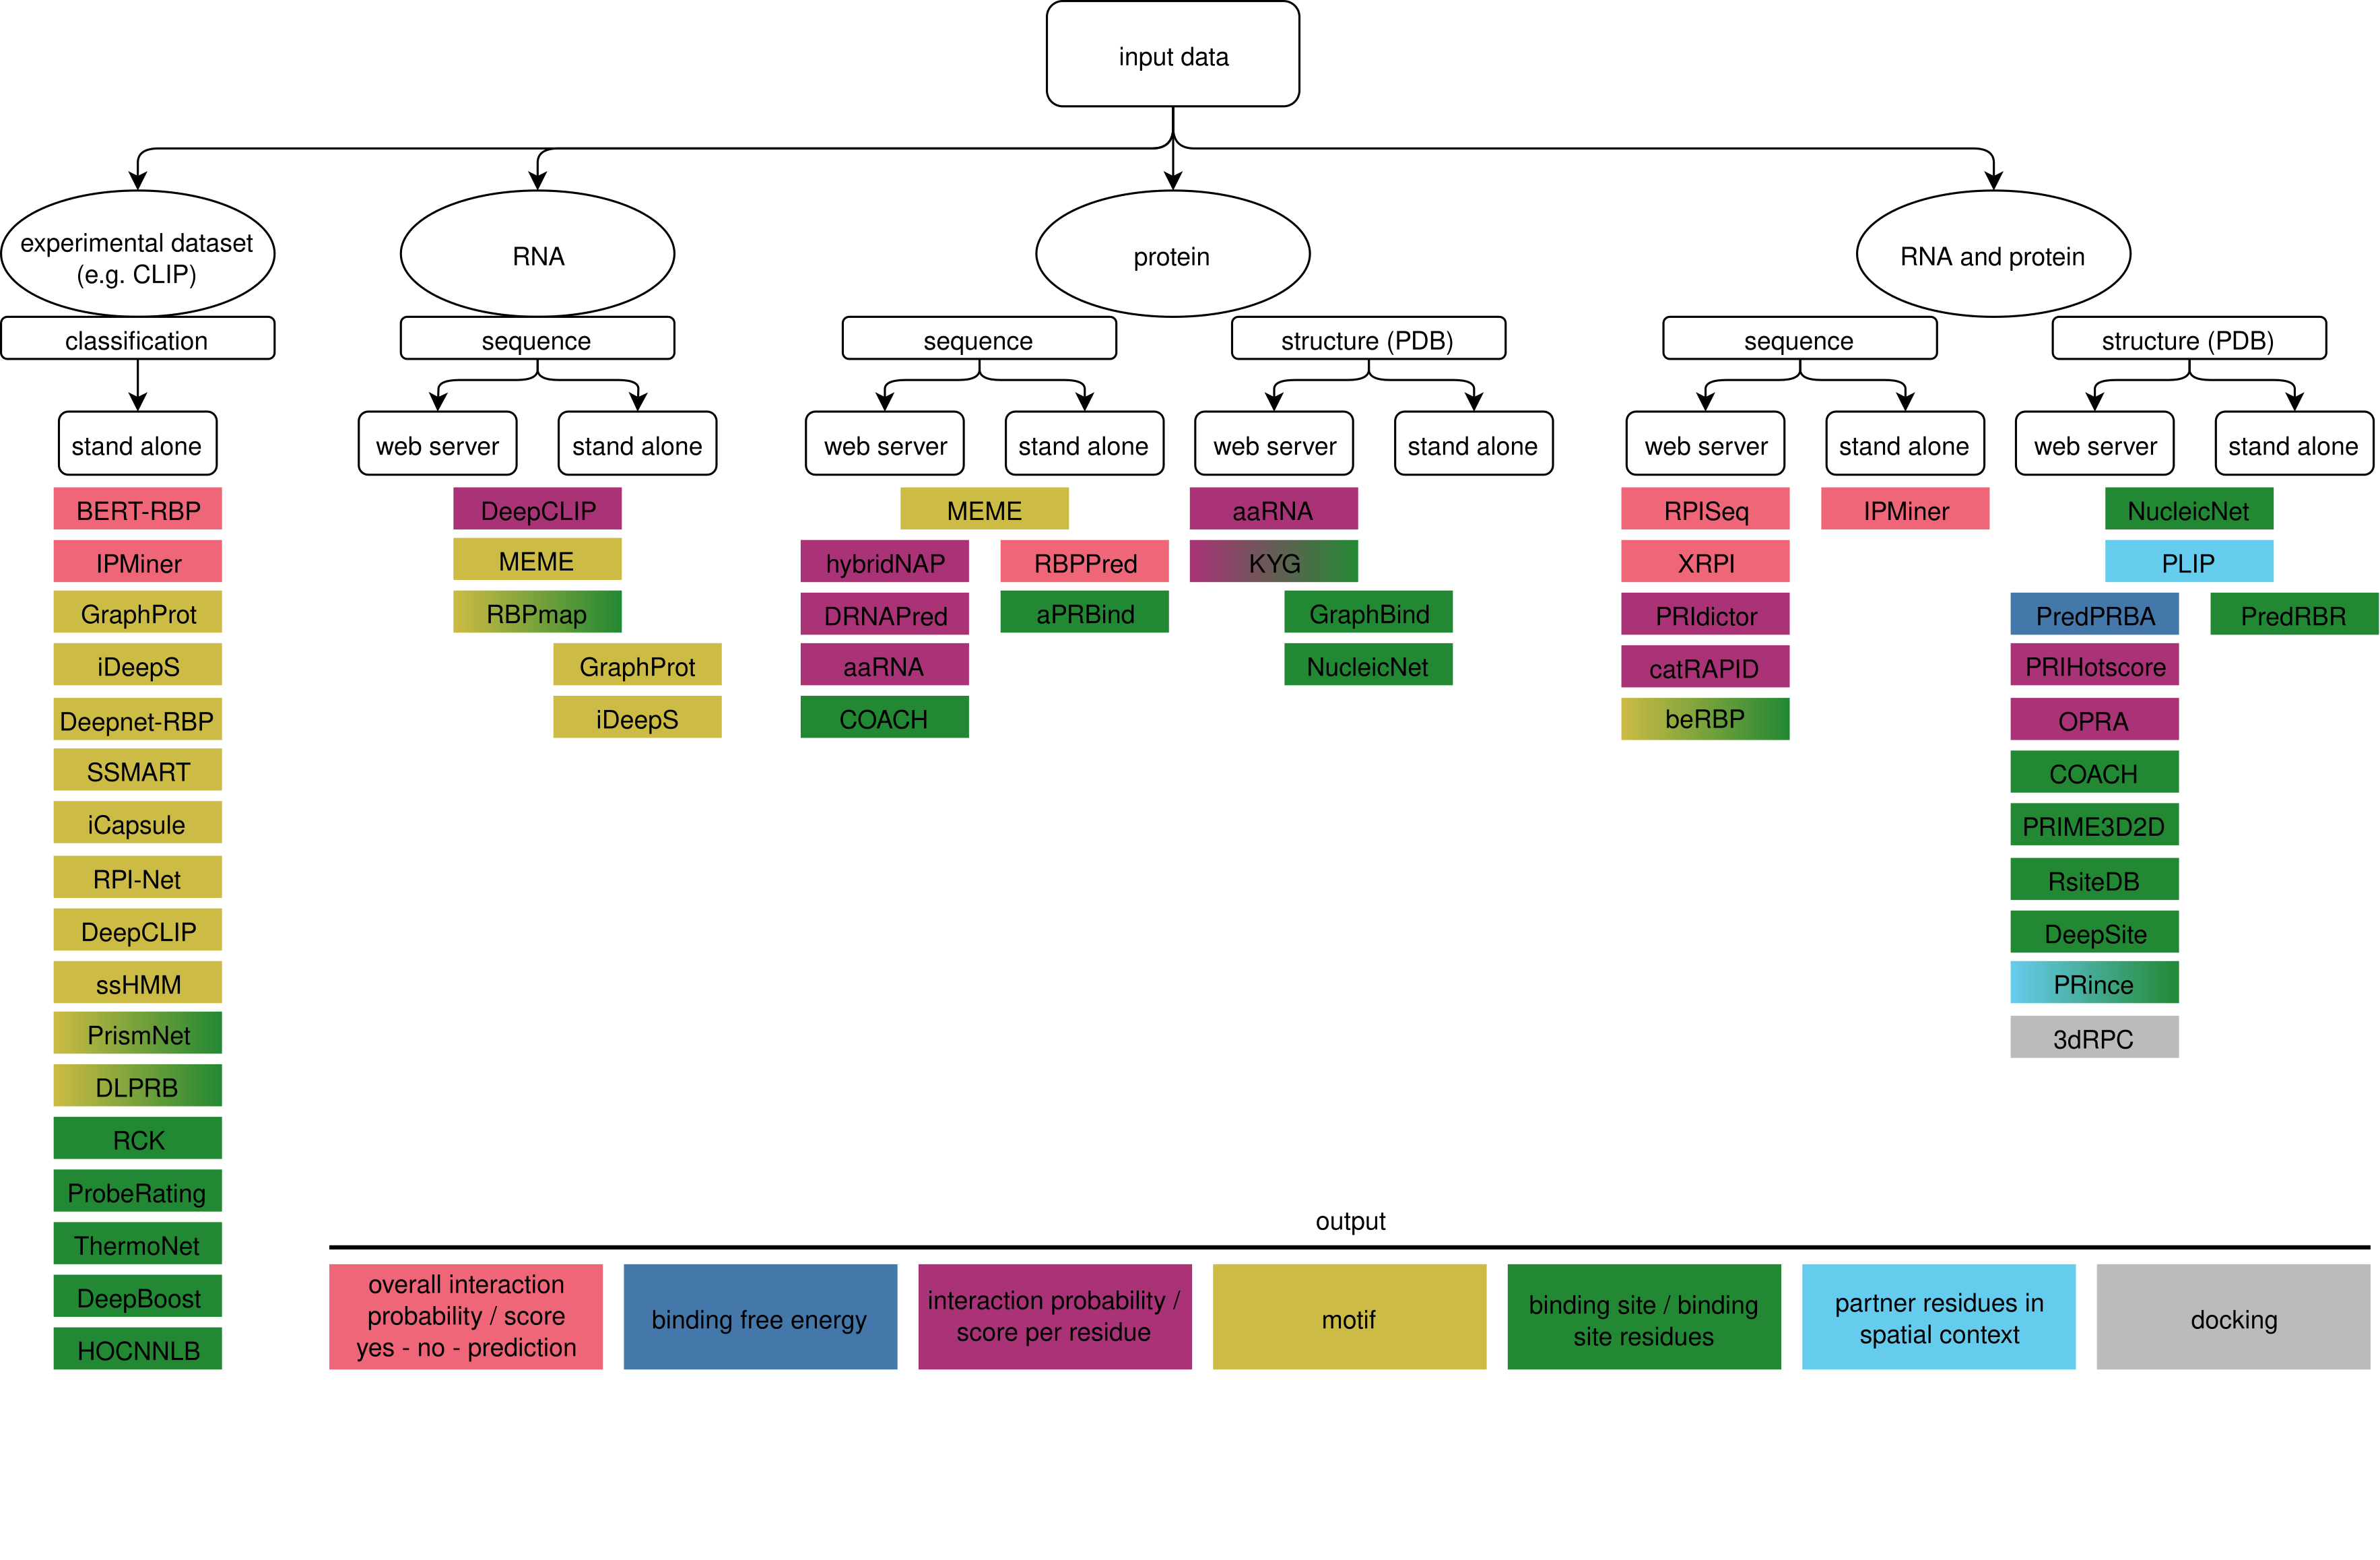 input data
experimental dataset
(e.g. CLIP)
RNA
protein
RNA and protein
classification
sequence
sequence
structure (PDB)
sequence
structure (PDB)
stand alone
web server
stand alone
web server
stand alone
web server
stand alone
web server
stand alone
web server
stand alone
BERT-RBP
IPMiner
GraphProt
iDeepS
Deepnet-RBP
SSMART
iCapsule
RPI-Net
DeepCLIP
ssHMM
PrismNet
DLPRB
RCK
ProbeRating
ThermoNet
DeepBoost
HOCNNLB
DeepCLIP
MEME
RBPmap
GraphProt
iDeepS
MEME
hybridNAP
DRNAPred
aaRNA
COACH
RBPPred
aPRBind
aaRNA
KYG
GraphBind
NucleicNet
RPISeq
XRPI
PRIdictor
catRAPID
beRBP
IPMiner
NucleicNet
PLIP
PredPRBA
PRIHotscore
OPRA
COACH
PRIME3D2D
RsiteDB
DeepSite
PRince
3dRPC
PredRBR
output
overall interaction
probability / score
yes - no - prediction
binding free energy
interaction probability /
score per residue
motif
binding site / binding
site residues
partner residues in
spatial context
docking